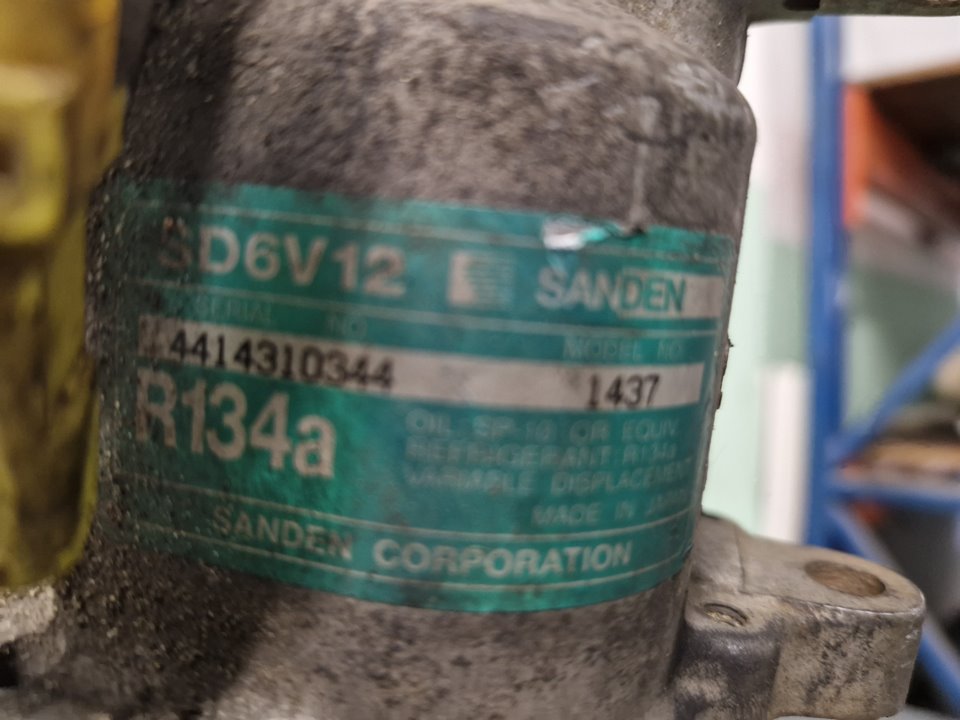 SD6V12 SANDEN
SERIAL NO MODEL NO
4414310344 1437
R134a
OIL SP-10 OR EQUIV
REFRIGERANT R134a
VARIABLE DISPLACEMENT
MADE IN JAPAN
SANDEN CORPORATION